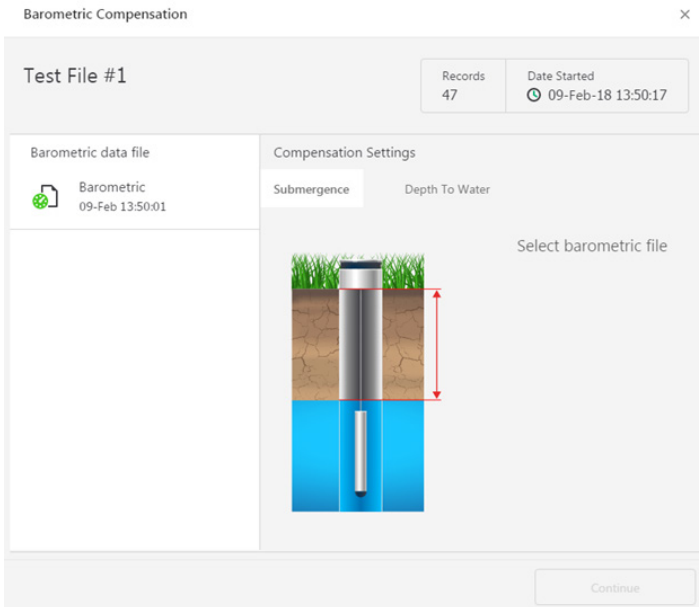 Barometric Compensation
Test File #1
Records
47
Date Started
09-Feb-18 13:50:17
Barometric data file
Barometric
09-Feb 13:50:01
Compensation Settings
Submergence
Depth To Water
Select barometric file
Continue